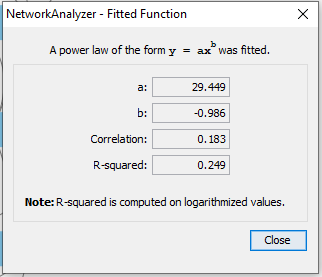 NetworkAnalyzer - Fitted Function
A power law of the form y = ax^b was fitted.
a: 29.449
b: -0.986
Correlation: 0.183
R-squared: 0.249
Note: R-squared is computed on logarithmized values.
Close